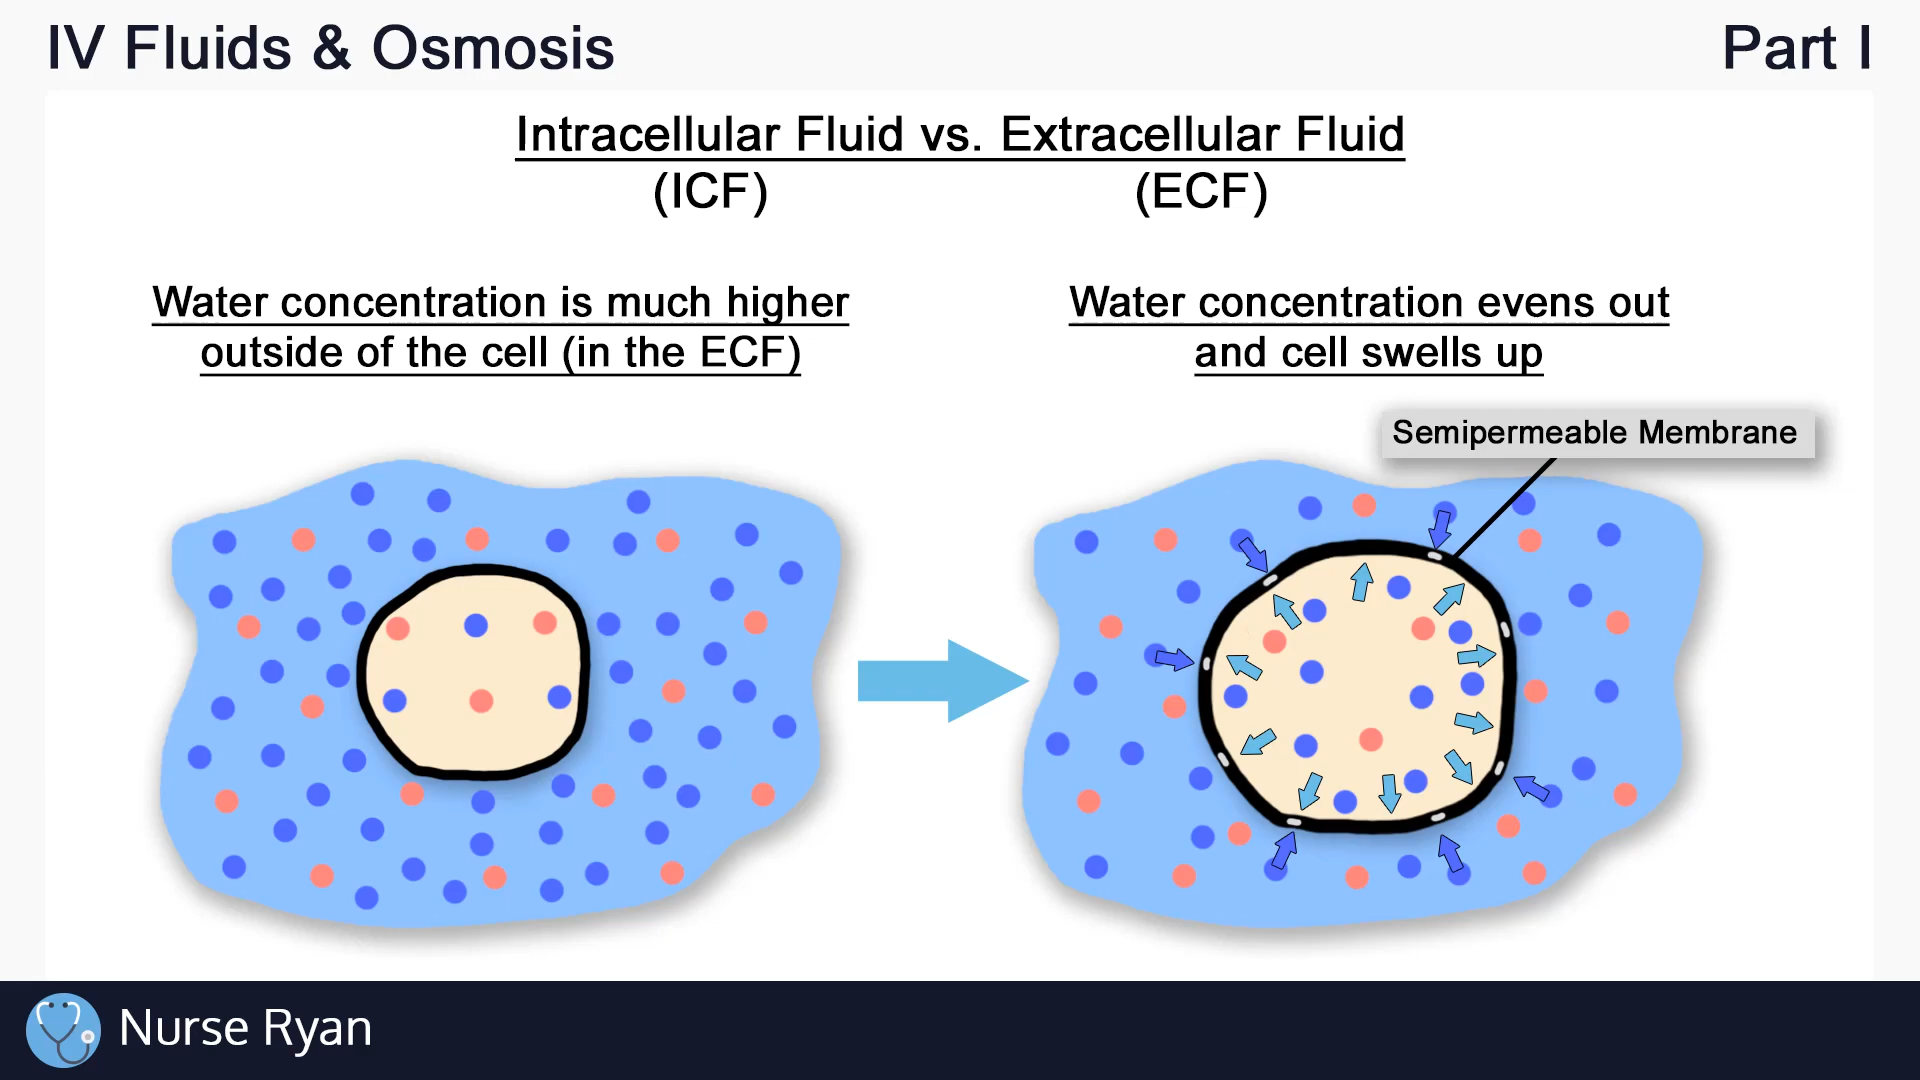 IV Fluids & Osmosis
Part I
Intracellular Fluid vs. Extracellular Fluid
(ICF)
(ECF)
Water concentration is much higher
outside of the cell (in the ECF)
Water concentration evens out
and cell swells up
Semipermeable Membrane
Nurse Ryan